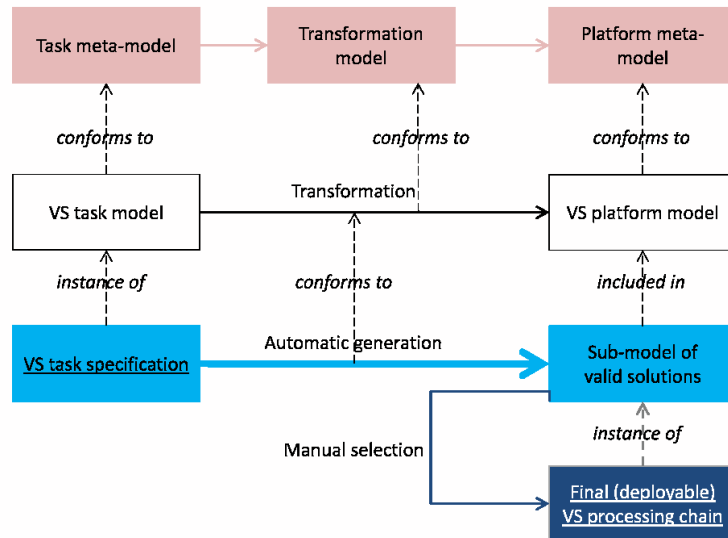 Task meta-model
Transformation
model
Platform meta-
model
conforms to
conforms to
conforms to
Transformation
VS task model
VS platform model
instance of
conforms to
included in
Automatic generation
VS task specification
Sub-model of
valid solutions
Manual selection
instance of
Final (deployable)
VS processing chain